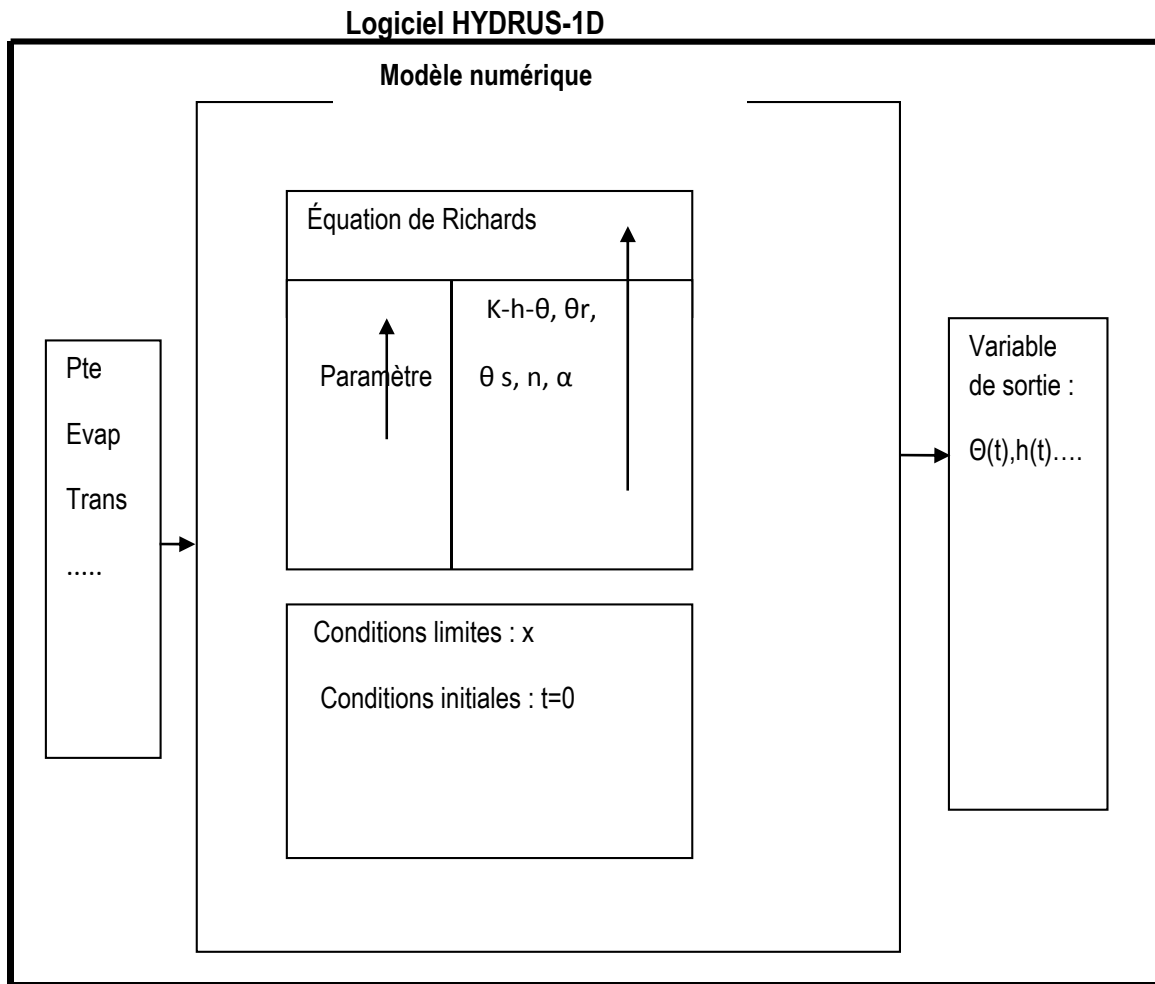 Logiciel HYDRUS-1D
Modèle numérique
Pte
Evap
Trans
.....
Équation de Richards
Paramètre
K-h-θ, θr,
θ s, n, α
Conditions limites : x
Conditions initiales : t=0
Variable
de sortie :
Θ(t),h(t)….